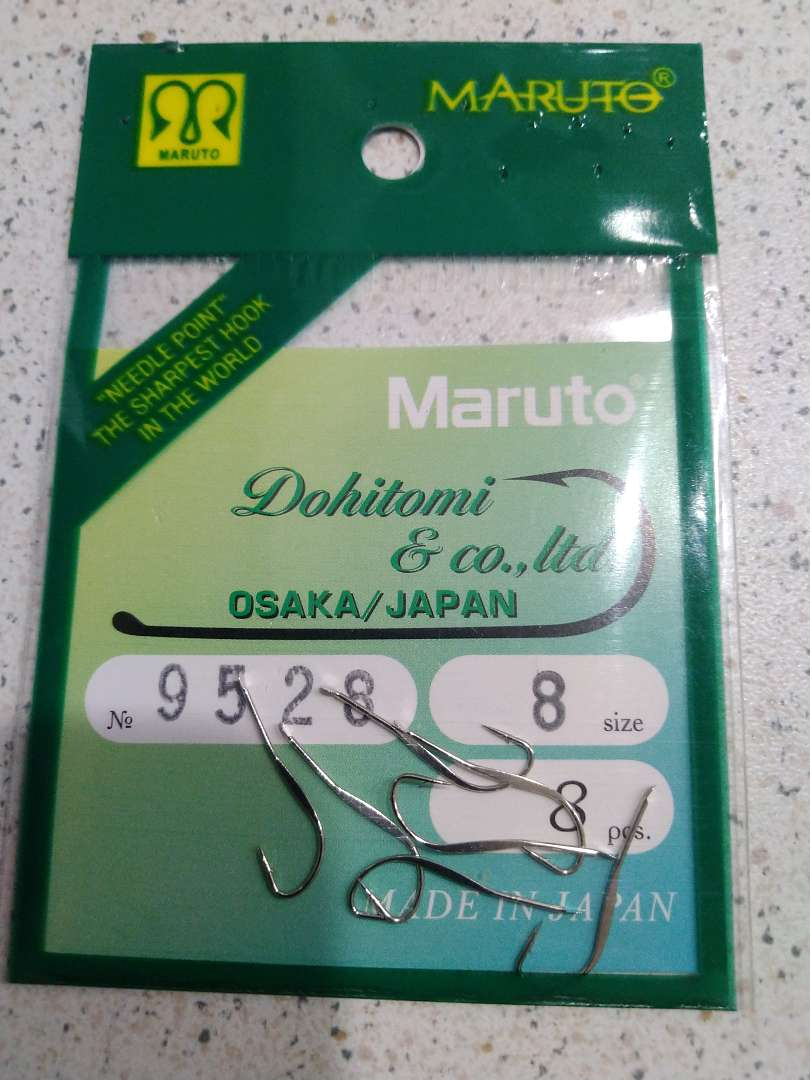 MARUTO
MARUTO®
"NEEDLE POINT"
THE SHARPEST HOOK
IN THE WORLD
Maruto®
Dohitomi
& co., ltd
OSAKA/JAPAN
№ 9528
8 size
8 pcs.
MADE IN JAPAN